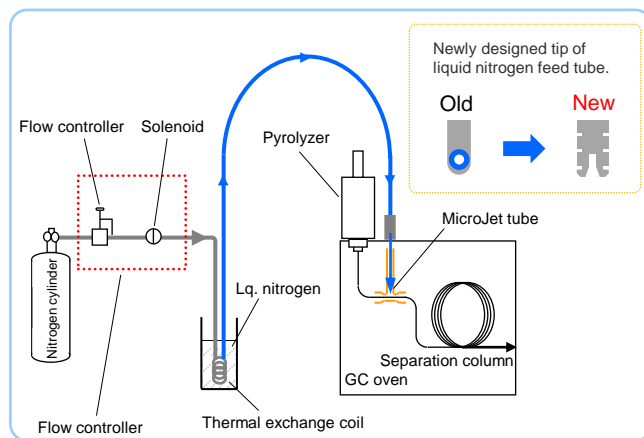 Newly designed tip of
liquid nitrogen feed tube.
Old
New
Flow controller
Solenoid
Pyrolyzer
MicroJet tube
Nitrogen cylinder
Lq. nitrogen
Separation column
GC oven
Thermal exchange coil
Flow controller